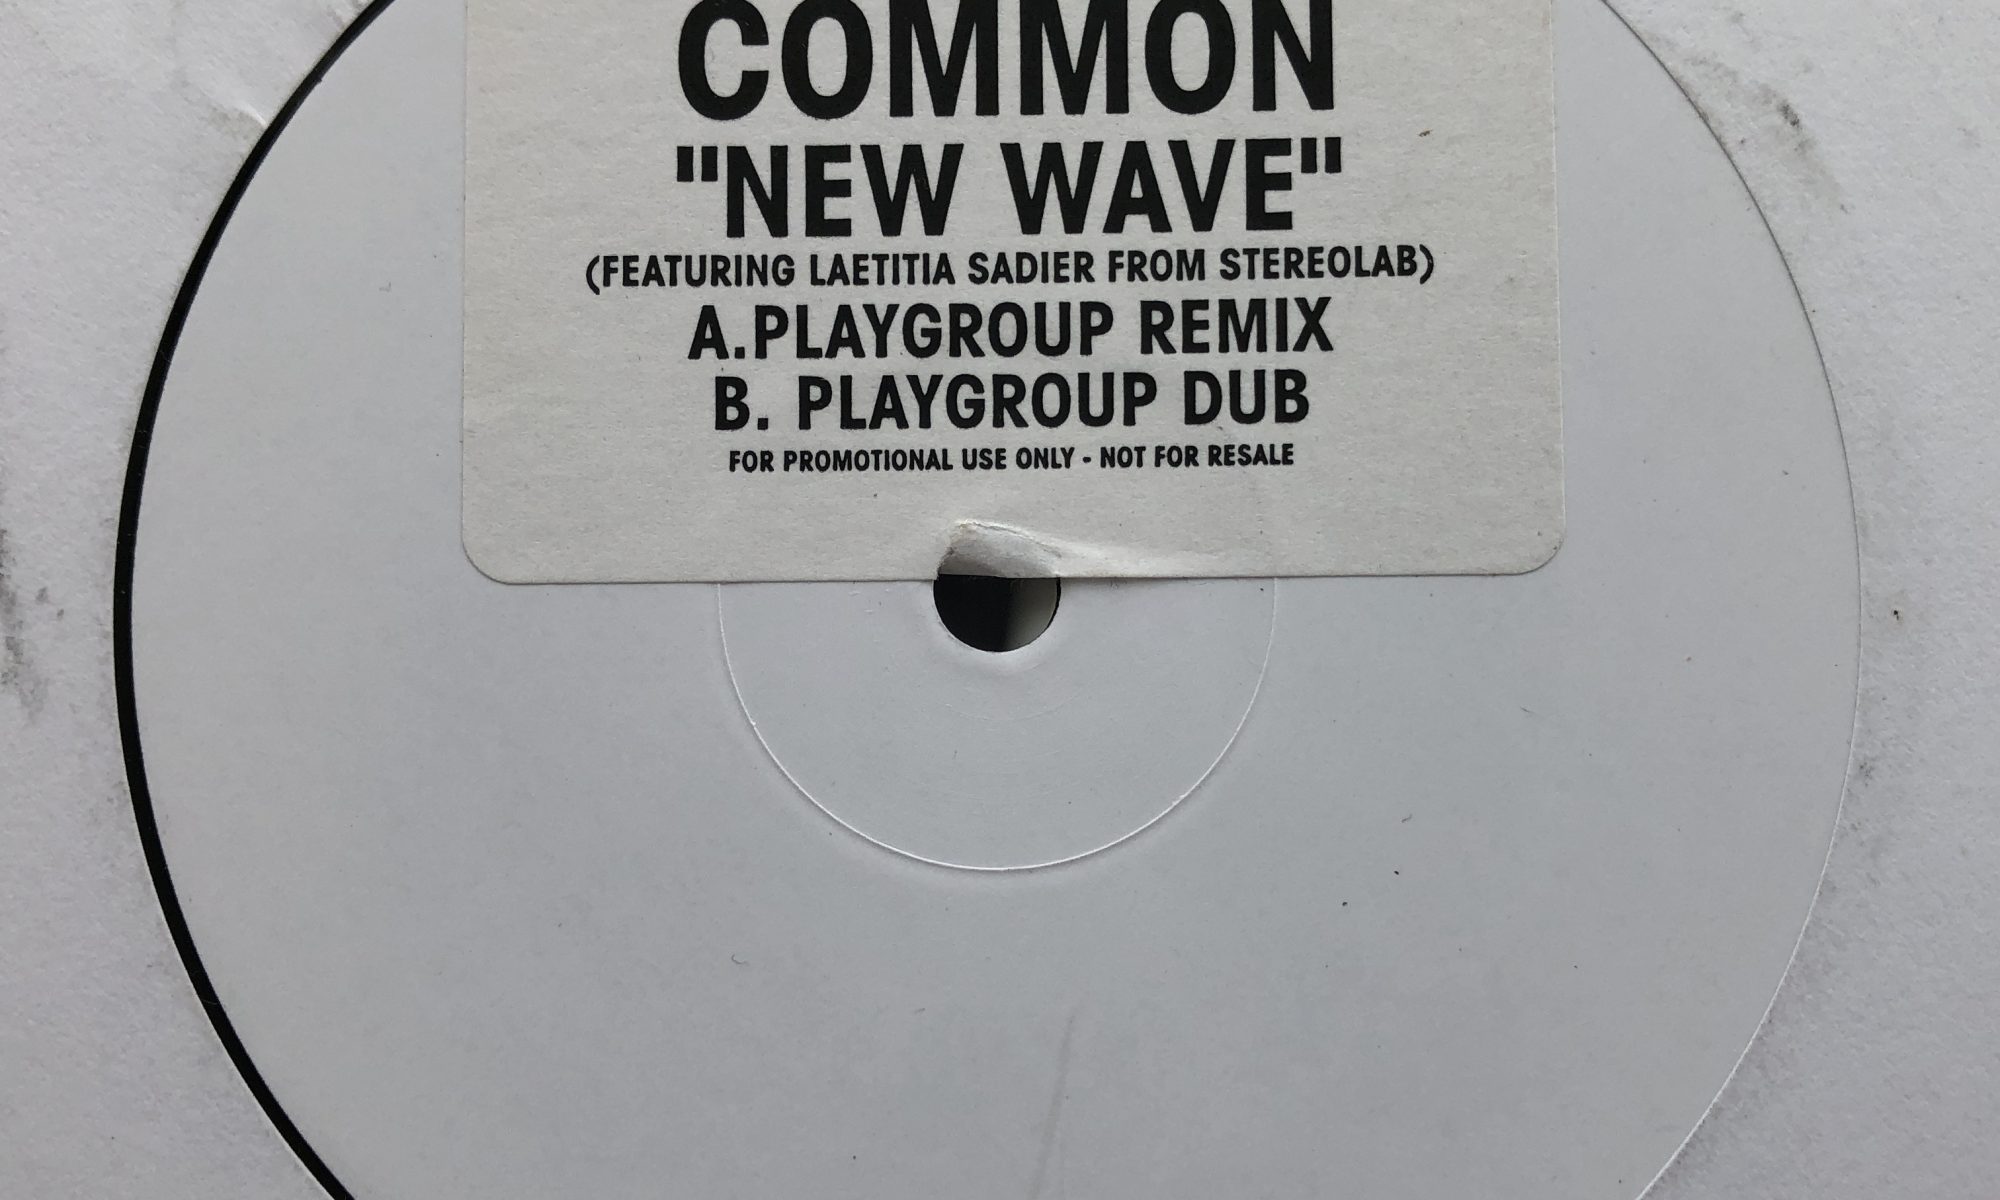 COMMON
"NEW WAVE"
(FEATURING LAETITIA SADIER FROM STEREOLAB)
A.PLAYGROUP REMIX
B. PLAYGROUP DUB
FOR PROMOTIONAL USE ONLY - NOT FOR RESALE